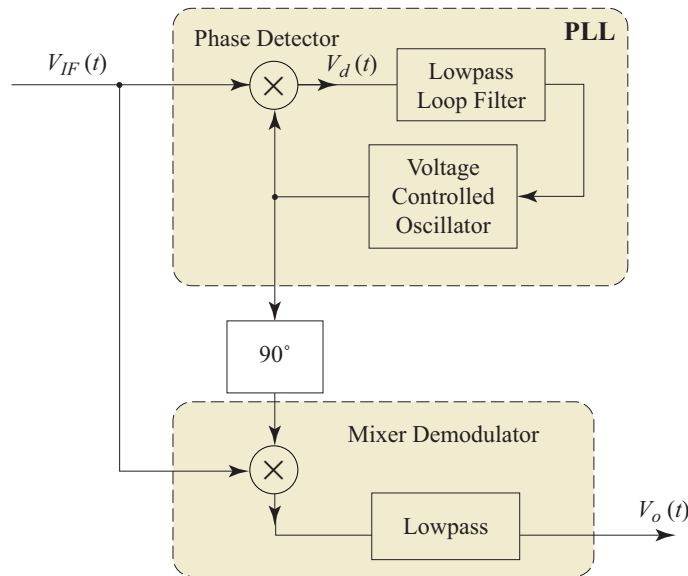 Phase Detector
PLL
V_IF (t)
V_d (t)
Lowpass
Loop Filter
Voltage
Controlled
Oscillator
90°
Mixer Demodulator
Lowpass
V_o (t)